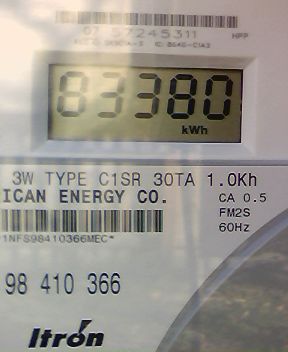 07 57245311 HPP
83380
kWh
3W TYPE C1SR 30TA 1.0Kh
ICAN ENERGY CO. CA 0.5
FM2S
60Hz
1NFS98410366MEC*
98 410 366
Itron